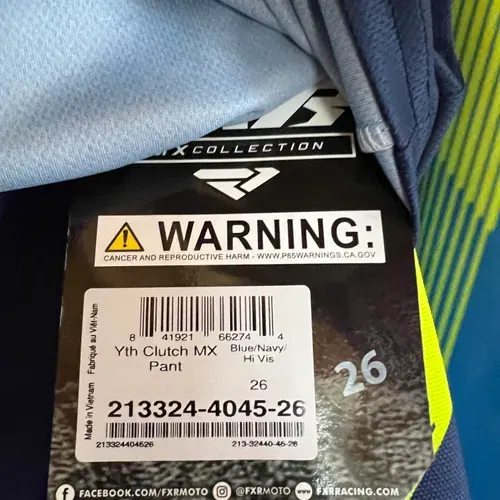 MX COLLECTION
WARNING:
CANCER AND REPRODUCTIVE HARM - WWW.P65WARNINGS.CA.GOV
8 41921 66274 4
Yth Clutch MX Pant
Blue/Navy/
Hi Vis
26
213324-4045-26
213324404526
213-32440-45-26
Made in Vietnam
Fabriqué au Việt-Nam
26
FACEBOOK.COM/FXRMOTO
@FXRMOTO
FXRRACING.COM